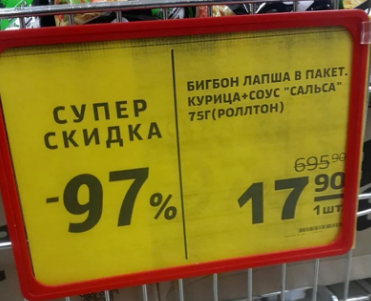 СУПЕР
СКИДКА
-97%
БИГБОН ЛАПША В ПАКЕТ.
КУРИЦА+СОУС "САЛЬСА"
75Г(РОЛЛТОН)
695 90
17 90
1 шт.